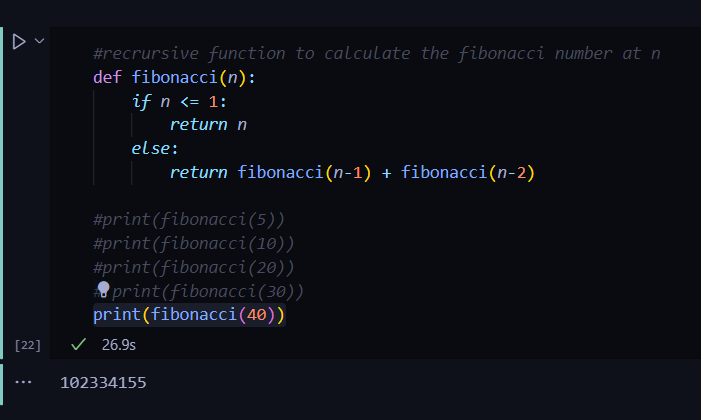 #recrursive function to calculate the fibonacci number at n
def fibonacci(n):
if n <= 1:
return n
else:
return fibonacci(n-1) + fibonacci(n-2)
#print(fibonacci(5))
#print(fibonacci(10))
#print(fibonacci(20))
# print(fibonacci(30))
print(fibonacci(40))
[22] 26.9s
102334155